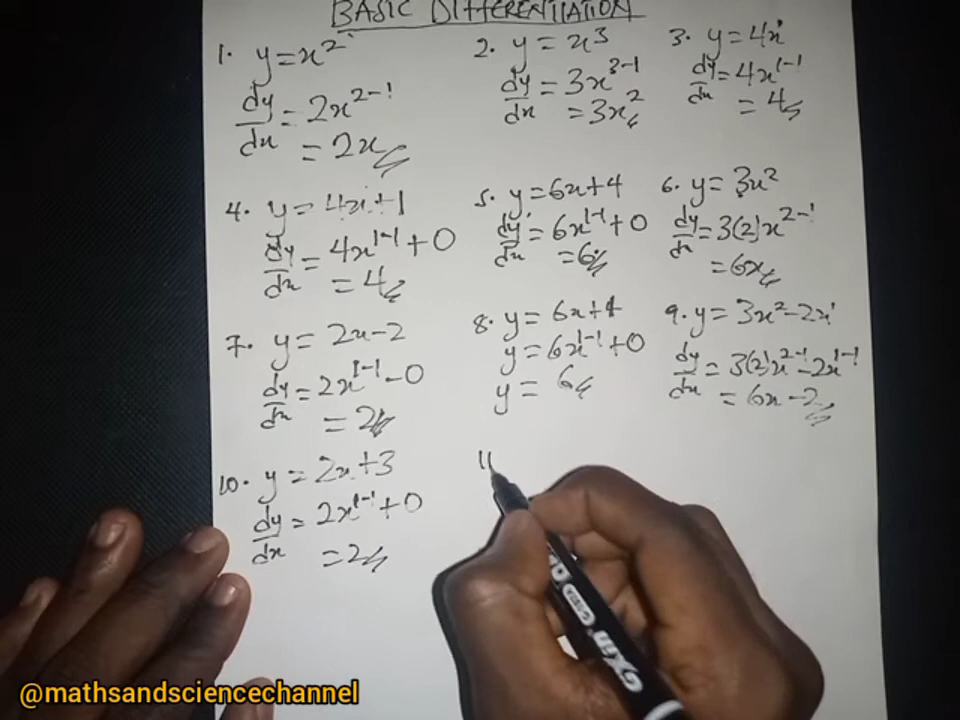 BASIC DIFFERENTIATION
1. y = x²
dy/dx = 2x²⁻¹
= 2x
2. y = x³
dy/dx = 3x³⁻¹
= 3x²
3. y = 4x¹
dy/dx = 4x¹⁻¹
= 4
4. y = 4x + 1
dy/dx = 4x¹⁻¹ + 0
= 4
5. y = 6x + 4
dy/dx = 6x¹⁻¹ + 0
= 6
6. y = 3x²
dy/dx = 3(2)x²⁻¹
= 6x
7. y = 2x - 2
dy/dx = 2x¹⁻¹ - 0
= 2
8. y = 6x + 4
y = 6x¹⁻¹ + 0
y = 6
9. y = 3x² - 2x¹
dy/dx = 3(2)x²⁻¹ - 2x¹⁻¹
= 6x - 2
10. y = 2x + 3
dy/dx = 2x¹⁻¹ + 0
= 2
11
@mathsandsciencechannel